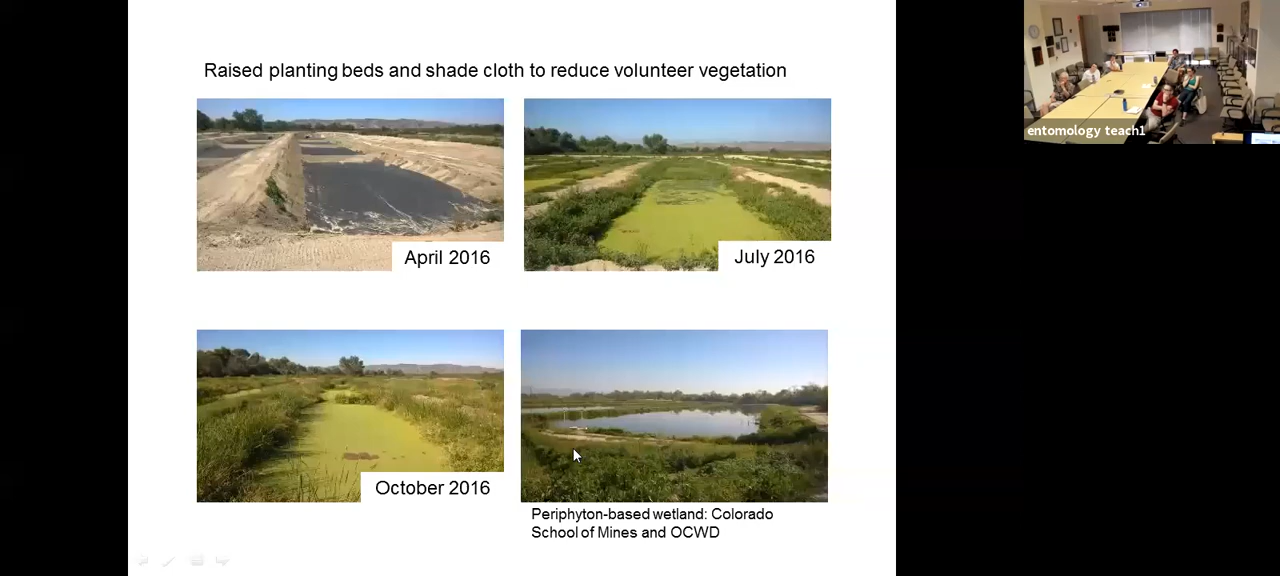 Raised planting beds and shade cloth to reduce volunteer vegetation
entomology teach1
April 2016
July 2016
October 2016
Periphyton-based wetland: Colorado
School of Mines and OCWD